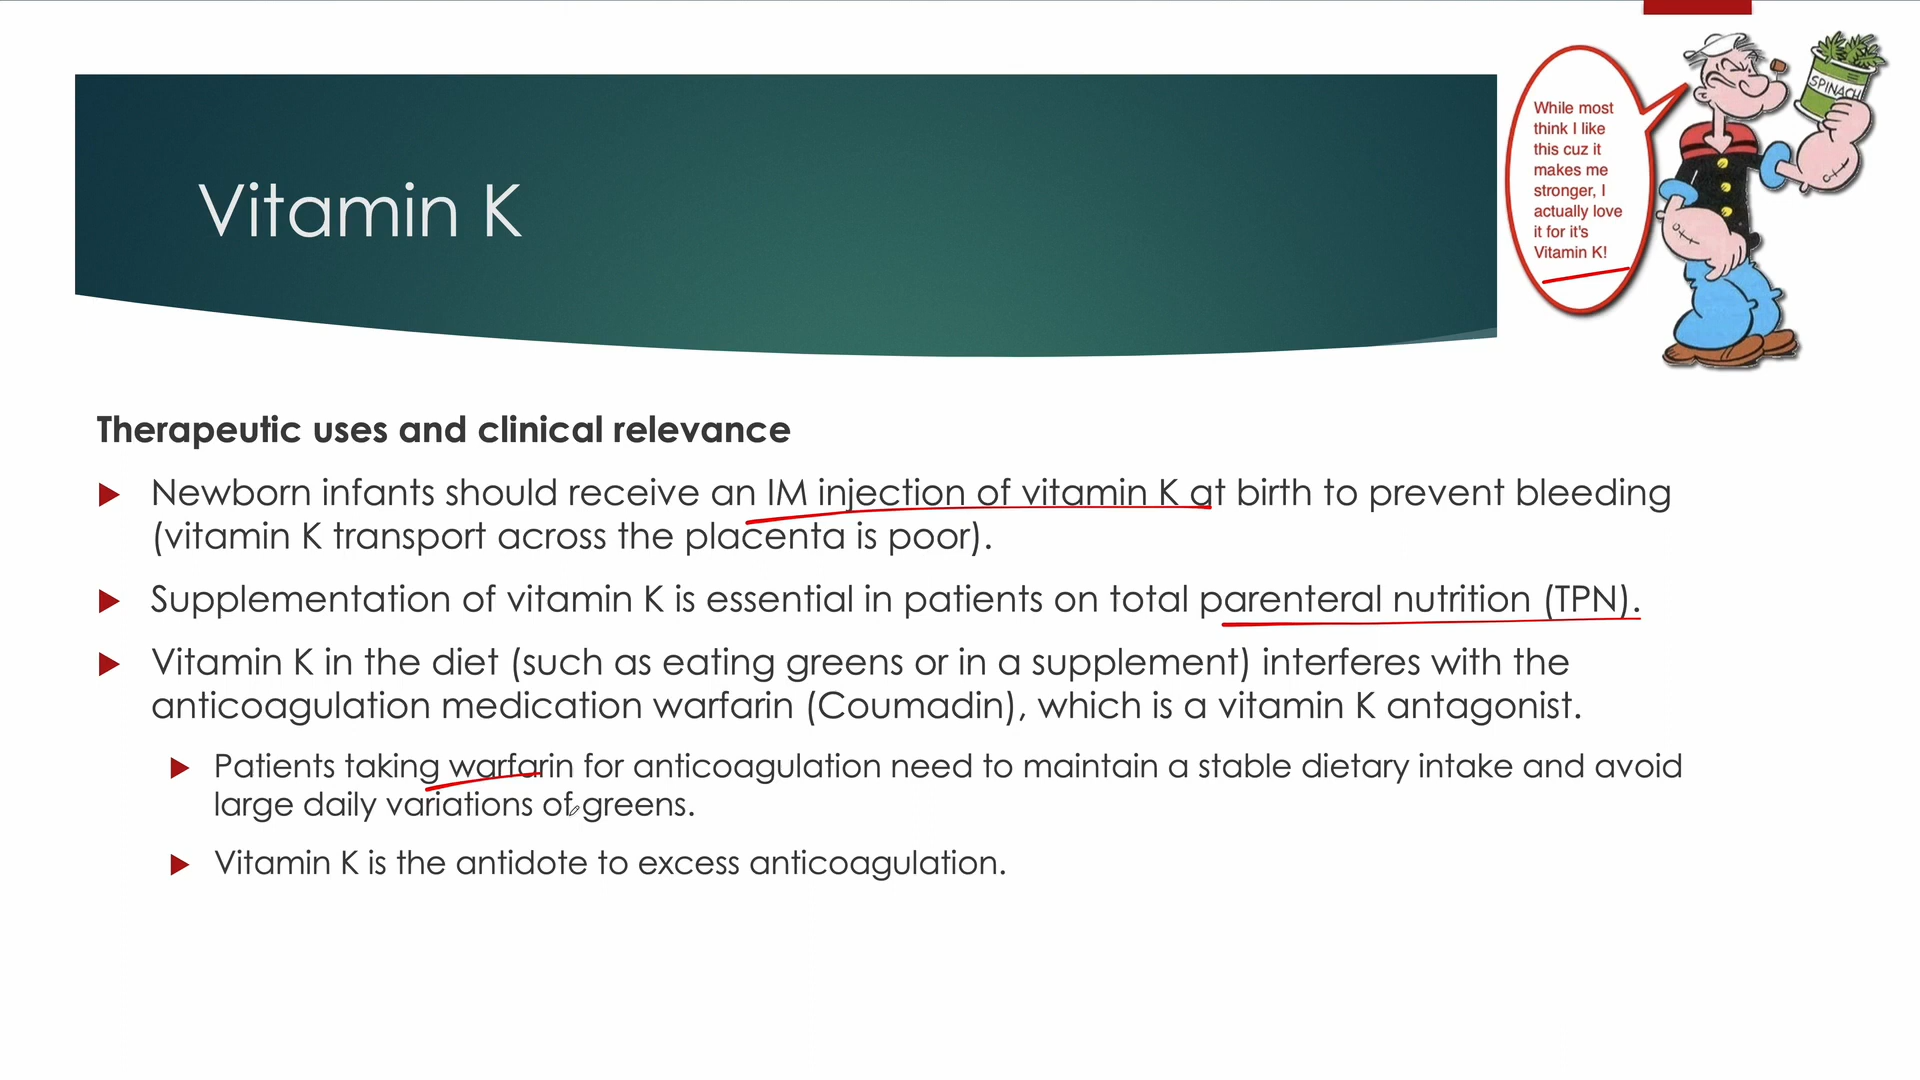 Vitamin K
While most
think I like
this cuz it
makes me
stronger, I
actually love
it for it's
Vitamin K!
SPINACH
Therapeutic uses and clinical relevance
Newborn infants should receive an IM injection of vitamin K at birth to prevent bleeding
(vitamin K transport across the placenta is poor).
Supplementation of vitamin K is essential in patients on total parenteral nutrition (TPN).
Vitamin K in the diet (such as eating greens or in a supplement) interferes with the
anticoagulation medication warfarin (Coumadin), which is a vitamin K antagonist.
Patients taking warfarin for anticoagulation need to maintain a stable dietary intake and avoid
large daily variations of greens.
Vitamin K is the antidote to excess anticoagulation.